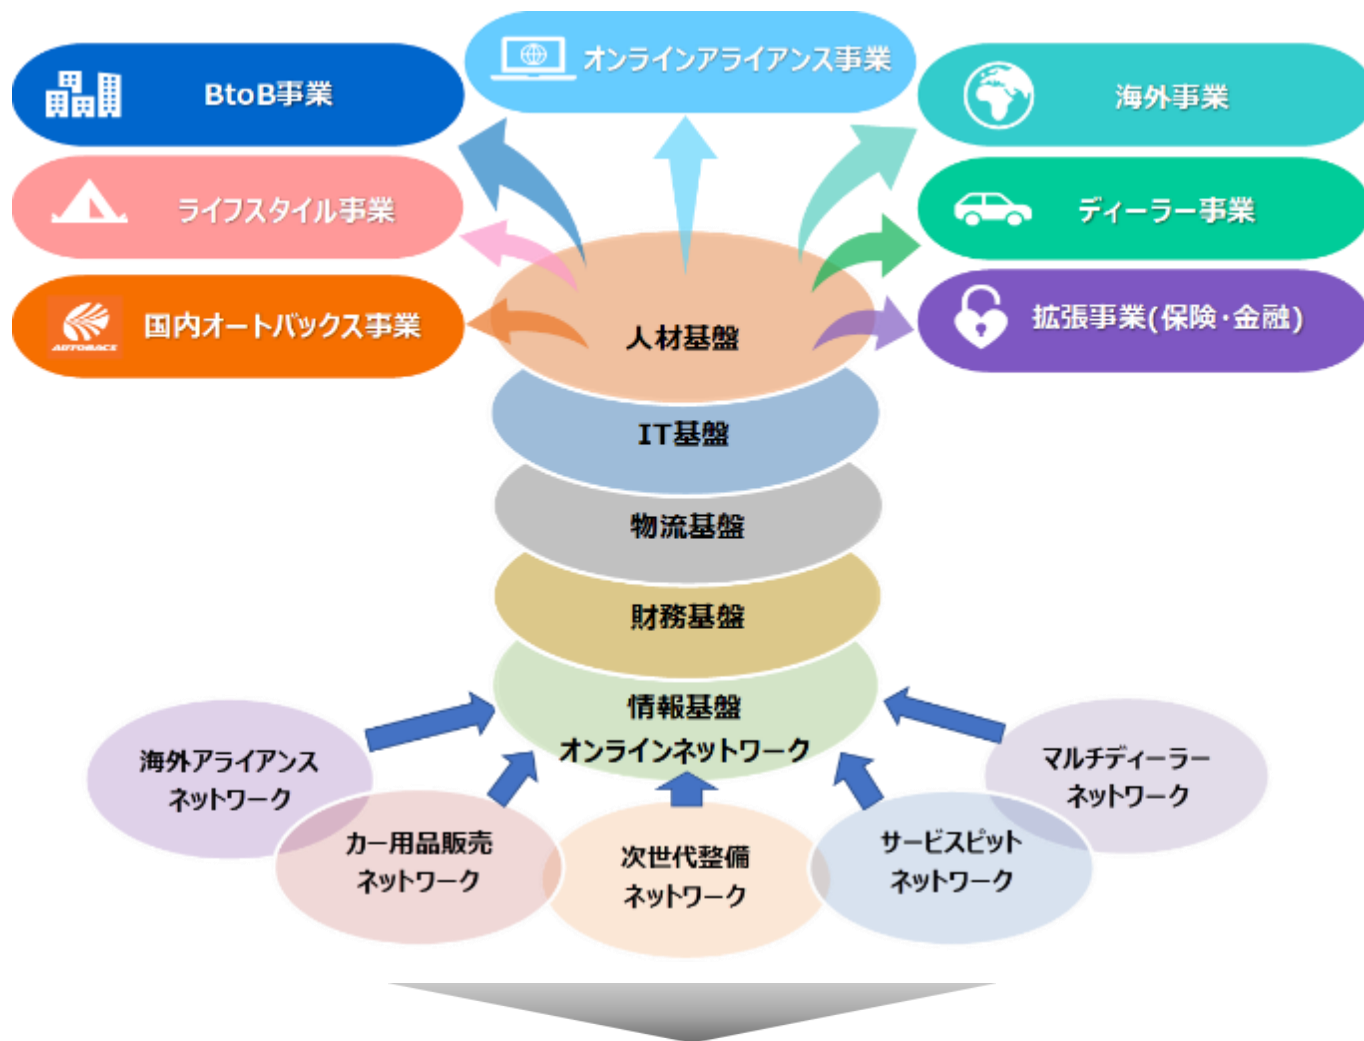 オンラインアライアンス事業
BtoB事業
海外事業
ライフスタイル事業
ディーラー事業
AUTOBACS
国内オートバックス事業
拡張事業(保険・金融)
人材基盤
IT基盤
物流基盤
財務基盤
情報基盤
オンラインネットワーク
海外アライアンス
ネットワーク
カー用品販売
ネットワーク
次世代整備
ネットワーク
サービスピット
ネットワーク
マルチディーラー
ネットワーク